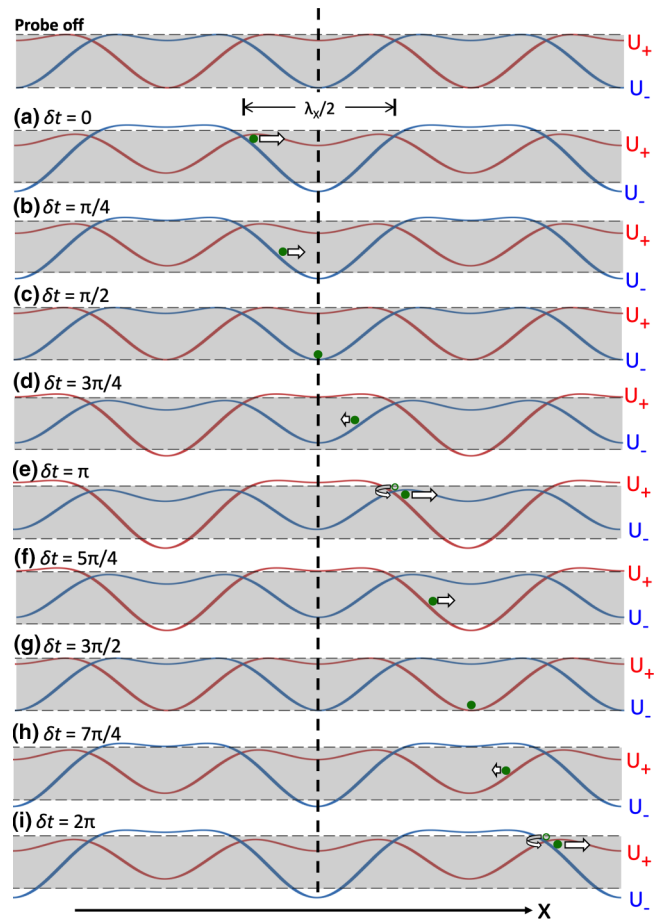 Probe off
U₊
U₋
λₓ/2
(a) δt = 0
U₊
U₋
(b) δt = π/4
U₊
U₋
(c) δt = π/2
U₊
U₋
(d) δt = 3π/4
U₊
U₋
(e) δt = π
U₊
U₋
(f) δt = 5π/4
U₊
U₋
(g) δt = 3π/2
U₊
U₋
(h) δt = 7π/4
U₊
U₋
(i) δt = 2π
U₊
U₋
X